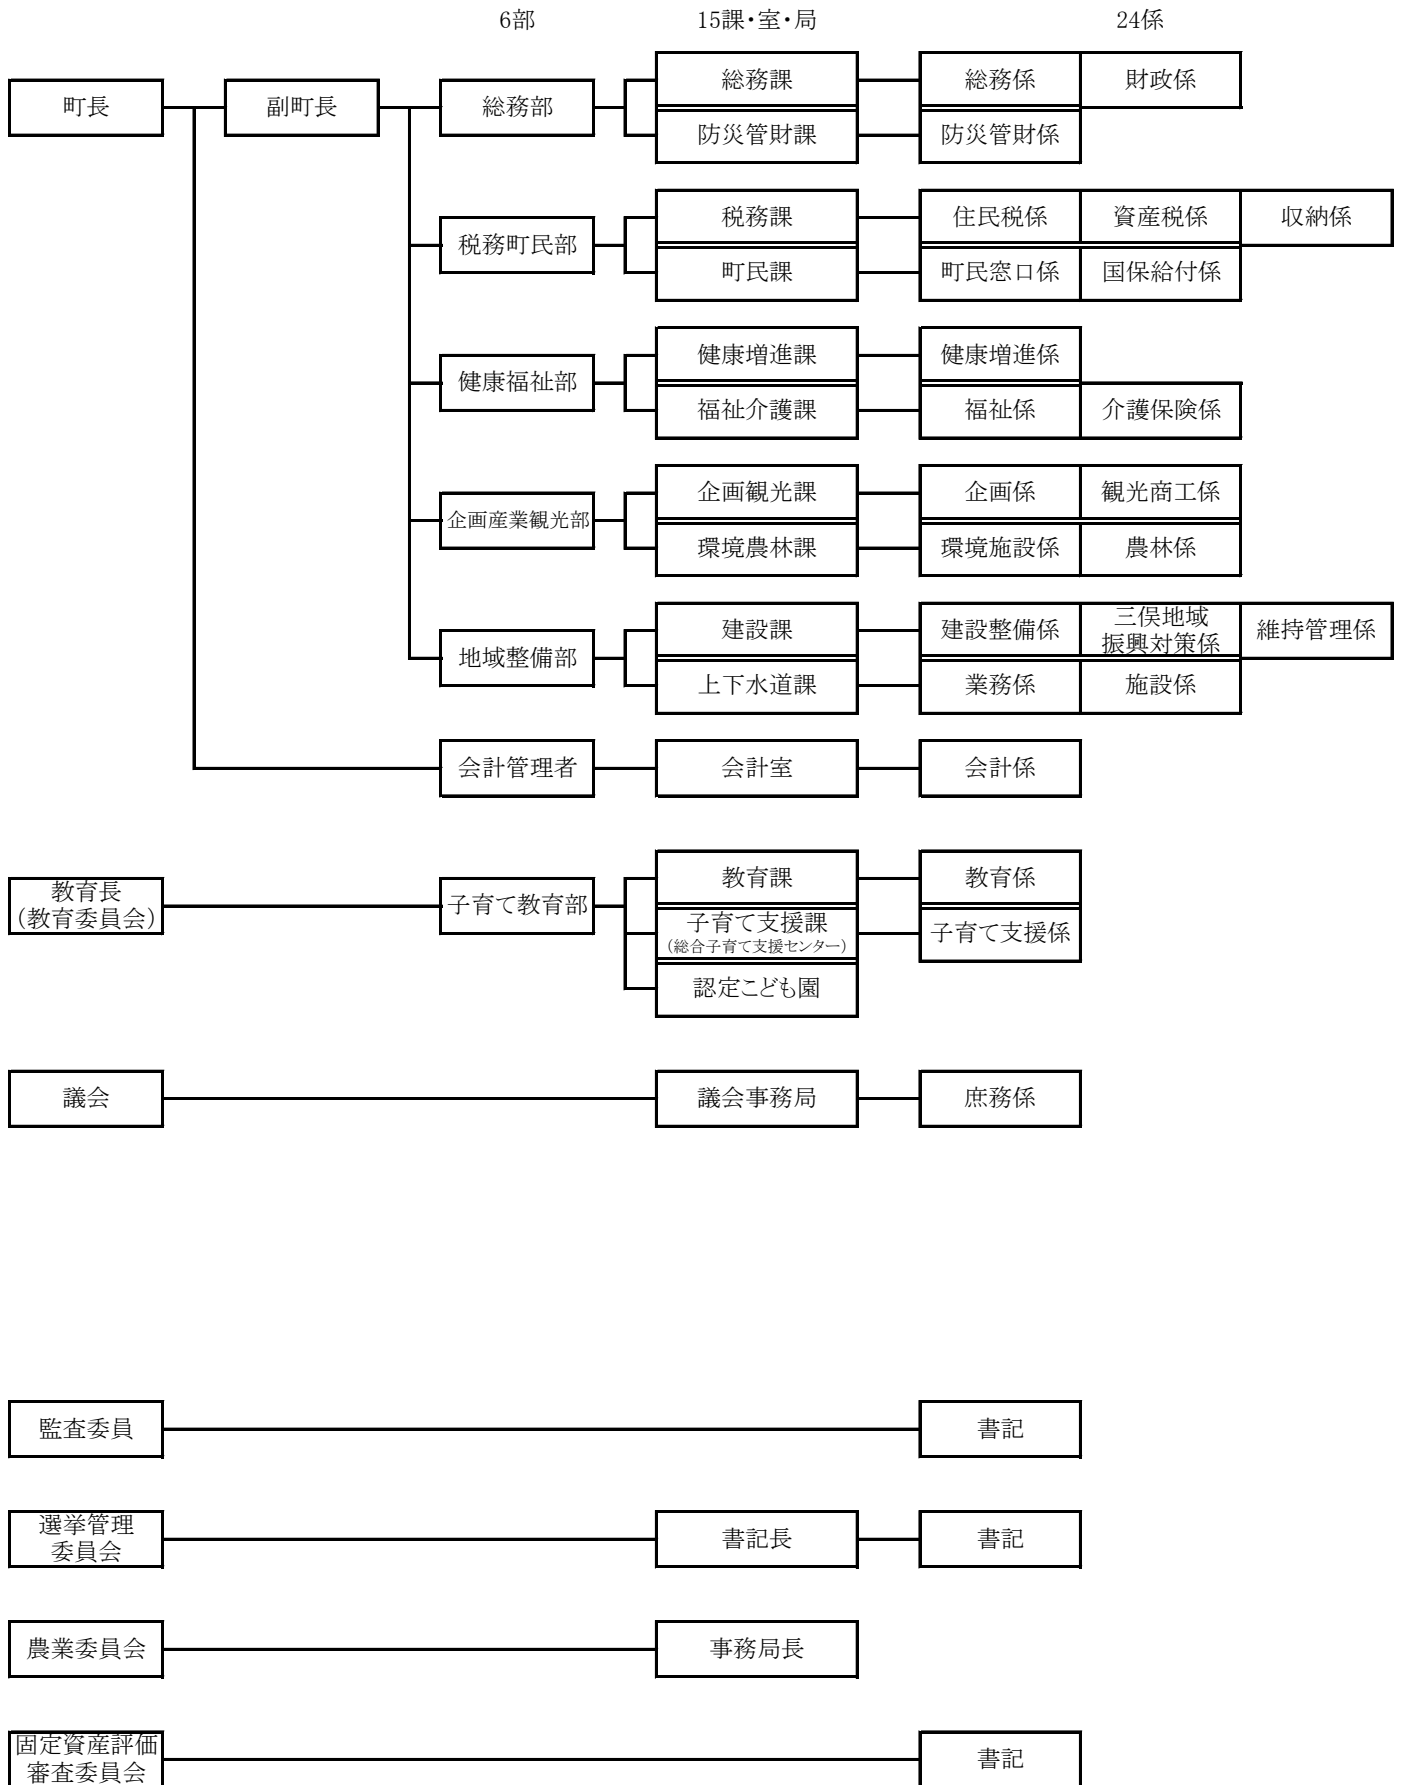 6部 15課・室・局 24係
総務課 総務係 財政係
町長 副町長 総務部
防災管財課 防災管財係
税務課 住民税係 資産税係 収納係
税務町民部
町民課 町民窓口係 国保給付係
健康増進課 健康増進係
健康福祉部
福祉介護課 福祉係 介護保険係
企画観光課 企画係 観光商工係
企画産業観光部
環境農林課 環境施設係 農林係
建設課 建設整備係 三俣地域
振興対策係 維持管理係
地域整備部
上下水道課 業務係 施設係
会計管理者 会計室 会計係
教育課 教育係
教育長
（教育委員会） 子育て教育部
子育て支援課
（総合子育て支援センター） 子育て支援係
認定こども園
議会 議会事務局 庶務係
監査委員 書記
選挙管理
委員会 書記長 書記
農業委員会 事務局長
固定資産評価
審査委員会 書記